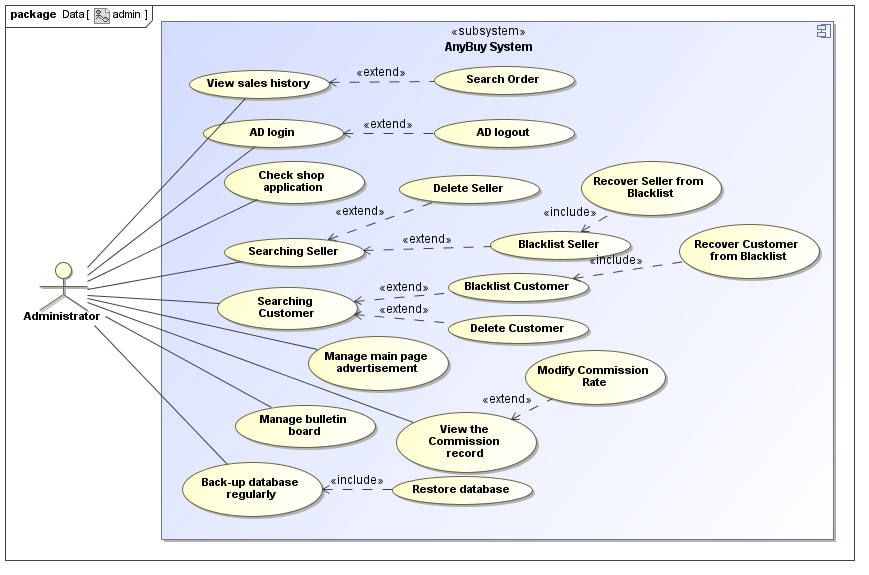 package Data [ admin ]
«subsystem»
AnyBuy System
View sales history
«extend»
Search Order
AD login
«extend»
AD logout
Check shop
application
Delete Seller
Recover Seller from
Blacklist
«extend»
«include»
Searching Seller
«extend»
Blacklist Seller
Recover Customer
from Blacklist
«include»
Administrator
Searching
Customer
«extend»
Blacklist Customer
«extend»
Delete Customer
Manage main page
advertisement
Modify Commission
Rate
«extend»
Manage bulletin
board
View the
Commission
record
Back-up database
regularly
«include»
Restore database